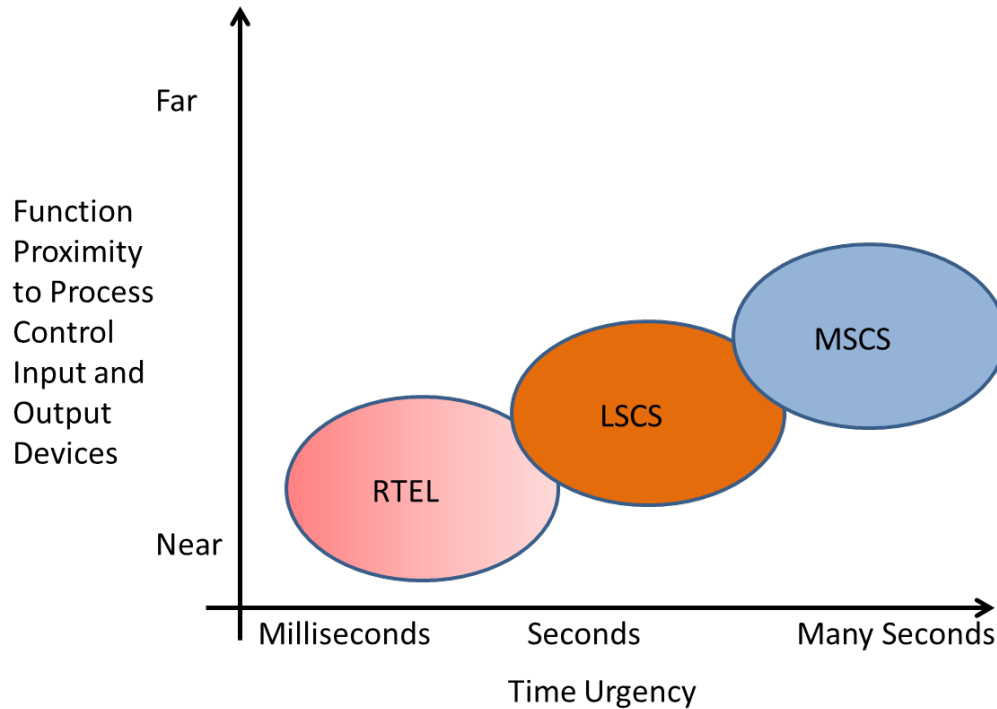 Far
Function
Proximity
to Process
Control
Input and
Output
Devices
MSCS
LSCS
RTEL
Near
Milliseconds
Seconds
Many Seconds
Time Urgency